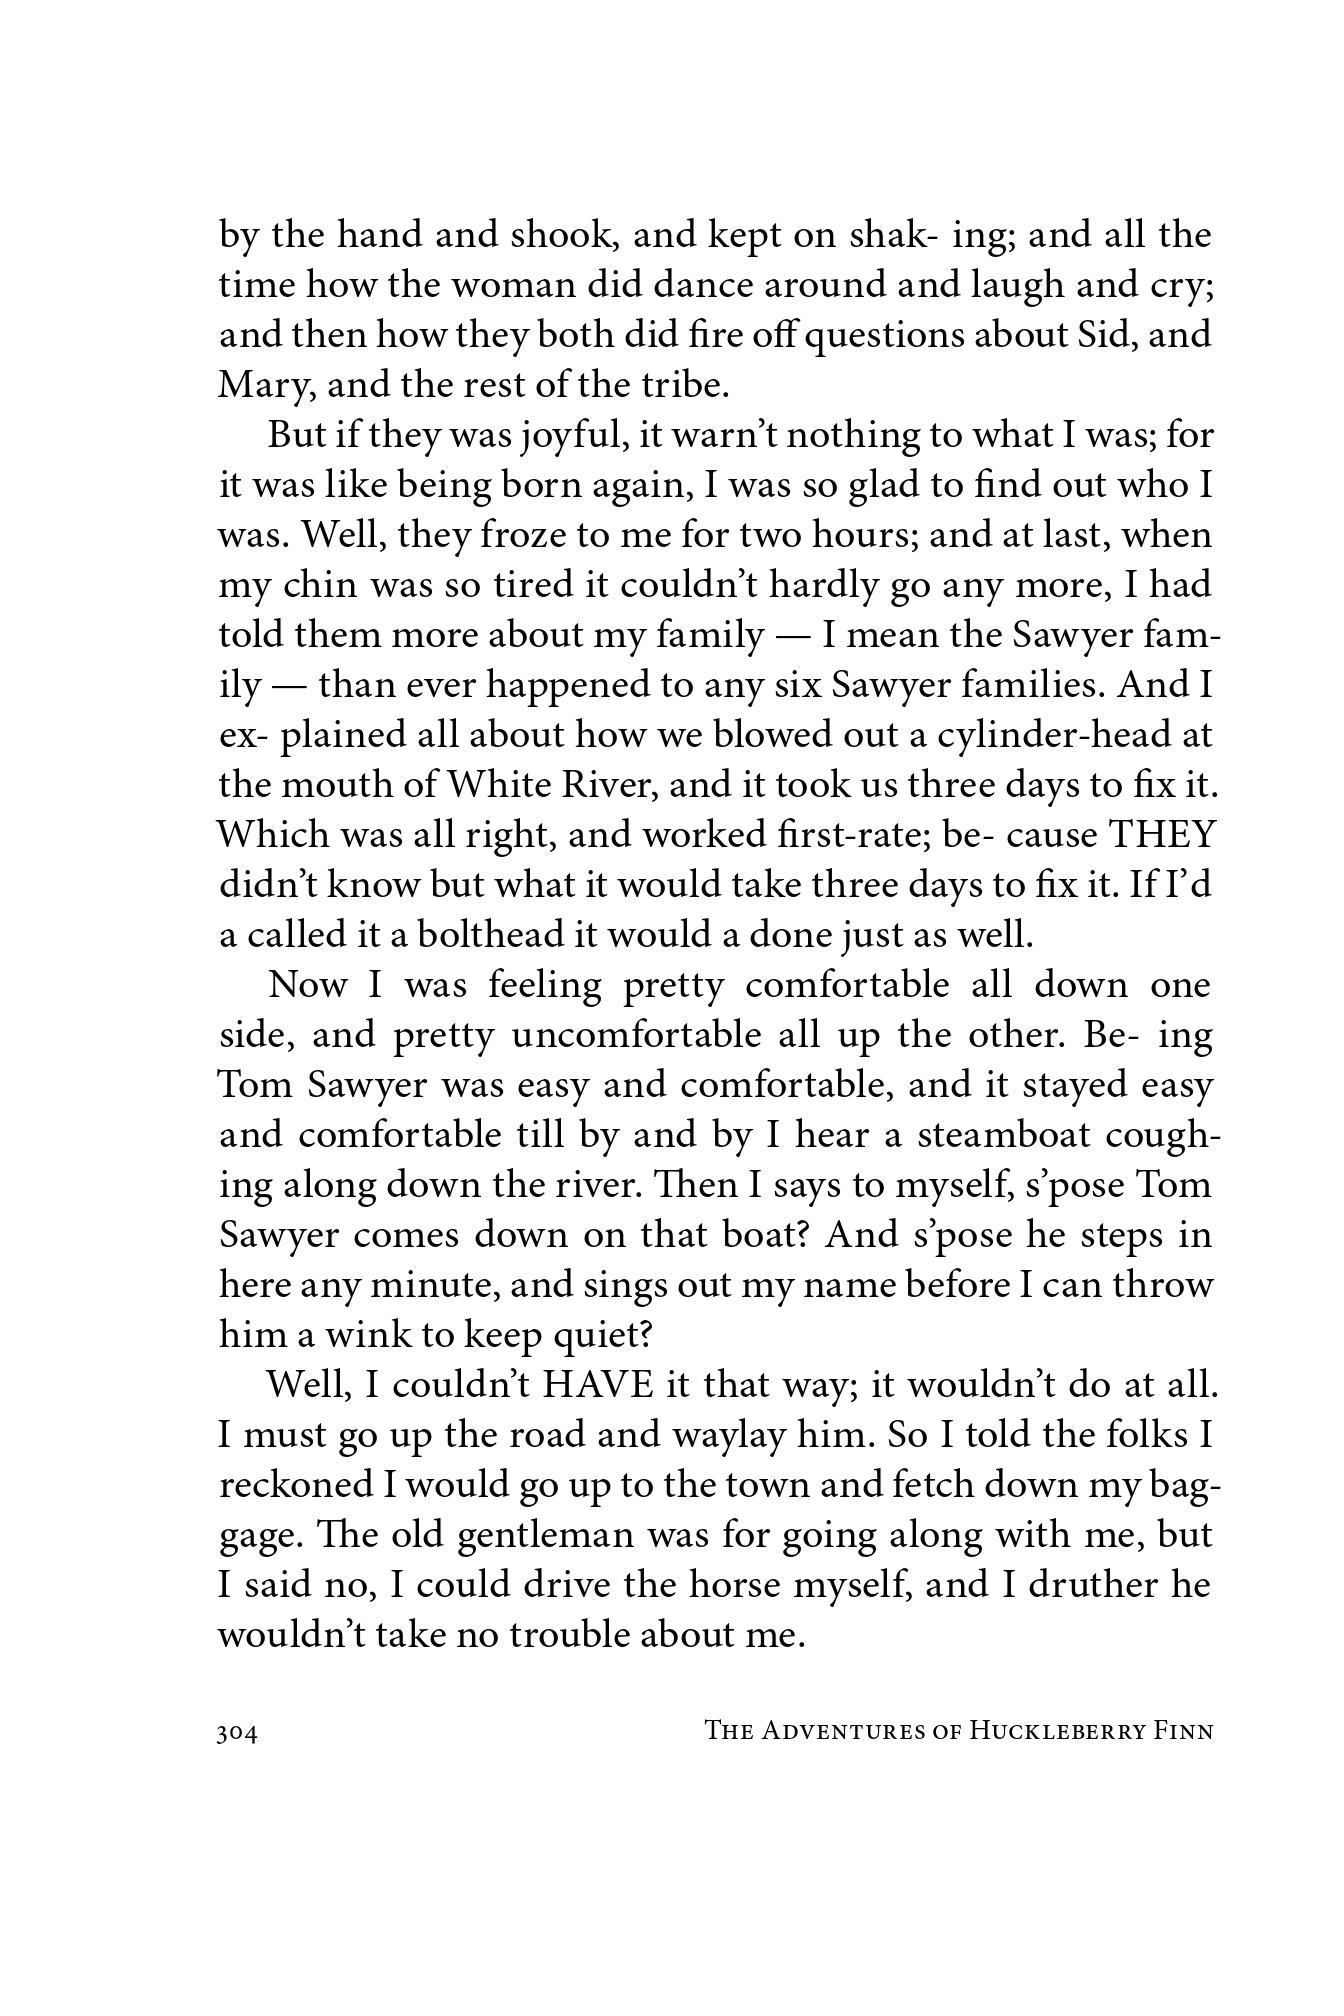 by the hand and shook, and kept on shak- ing; and all the
time how the woman did dance around and laugh and cry;
and then how they both did fire off questions about Sid, and
Mary, and the rest of the tribe.
But if they was joyful, it warn’t nothing to what I was; for
it was like being born again, I was so glad to find out who I
was. Well, they froze to me for two hours; and at last, when
my chin was so tired it couldn’t hardly go any more, I had
told them more about my family — I mean the Sawyer fam-
ily — than ever happened to any six Sawyer families. And I
ex- plained all about how we blowed out a cylinder-head at
the mouth of White River, and it took us three days to fix it.
Which was all right, and worked first-rate; be- cause THEY
didn’t know but what it would take three days to fix it. If I’d
a called it a bolthead it would a done just as well.
Now I was feeling pretty comfortable all down one
side, and pretty uncomfortable all up the other. Be- ing
Tom Sawyer was easy and comfortable, and it stayed easy
and comfortable till by and by I hear a steamboat cough-
ing along down the river. Then I says to myself, s’pose Tom
Sawyer comes down on that boat? And s’pose he steps in
here any minute, and sings out my name before I can throw
him a wink to keep quiet?
Well, I couldn’t HAVE it that way; it wouldn’t do at all.
I must go up the road and waylay him. So I told the folks I
reckoned I would go up to the town and fetch down my bag-
gage. The old gentleman was for going along with me, but
I said no, I could drive the horse myself, and I druther he
wouldn’t take no trouble about me.
304 The Adventures of Huckleberry Finn